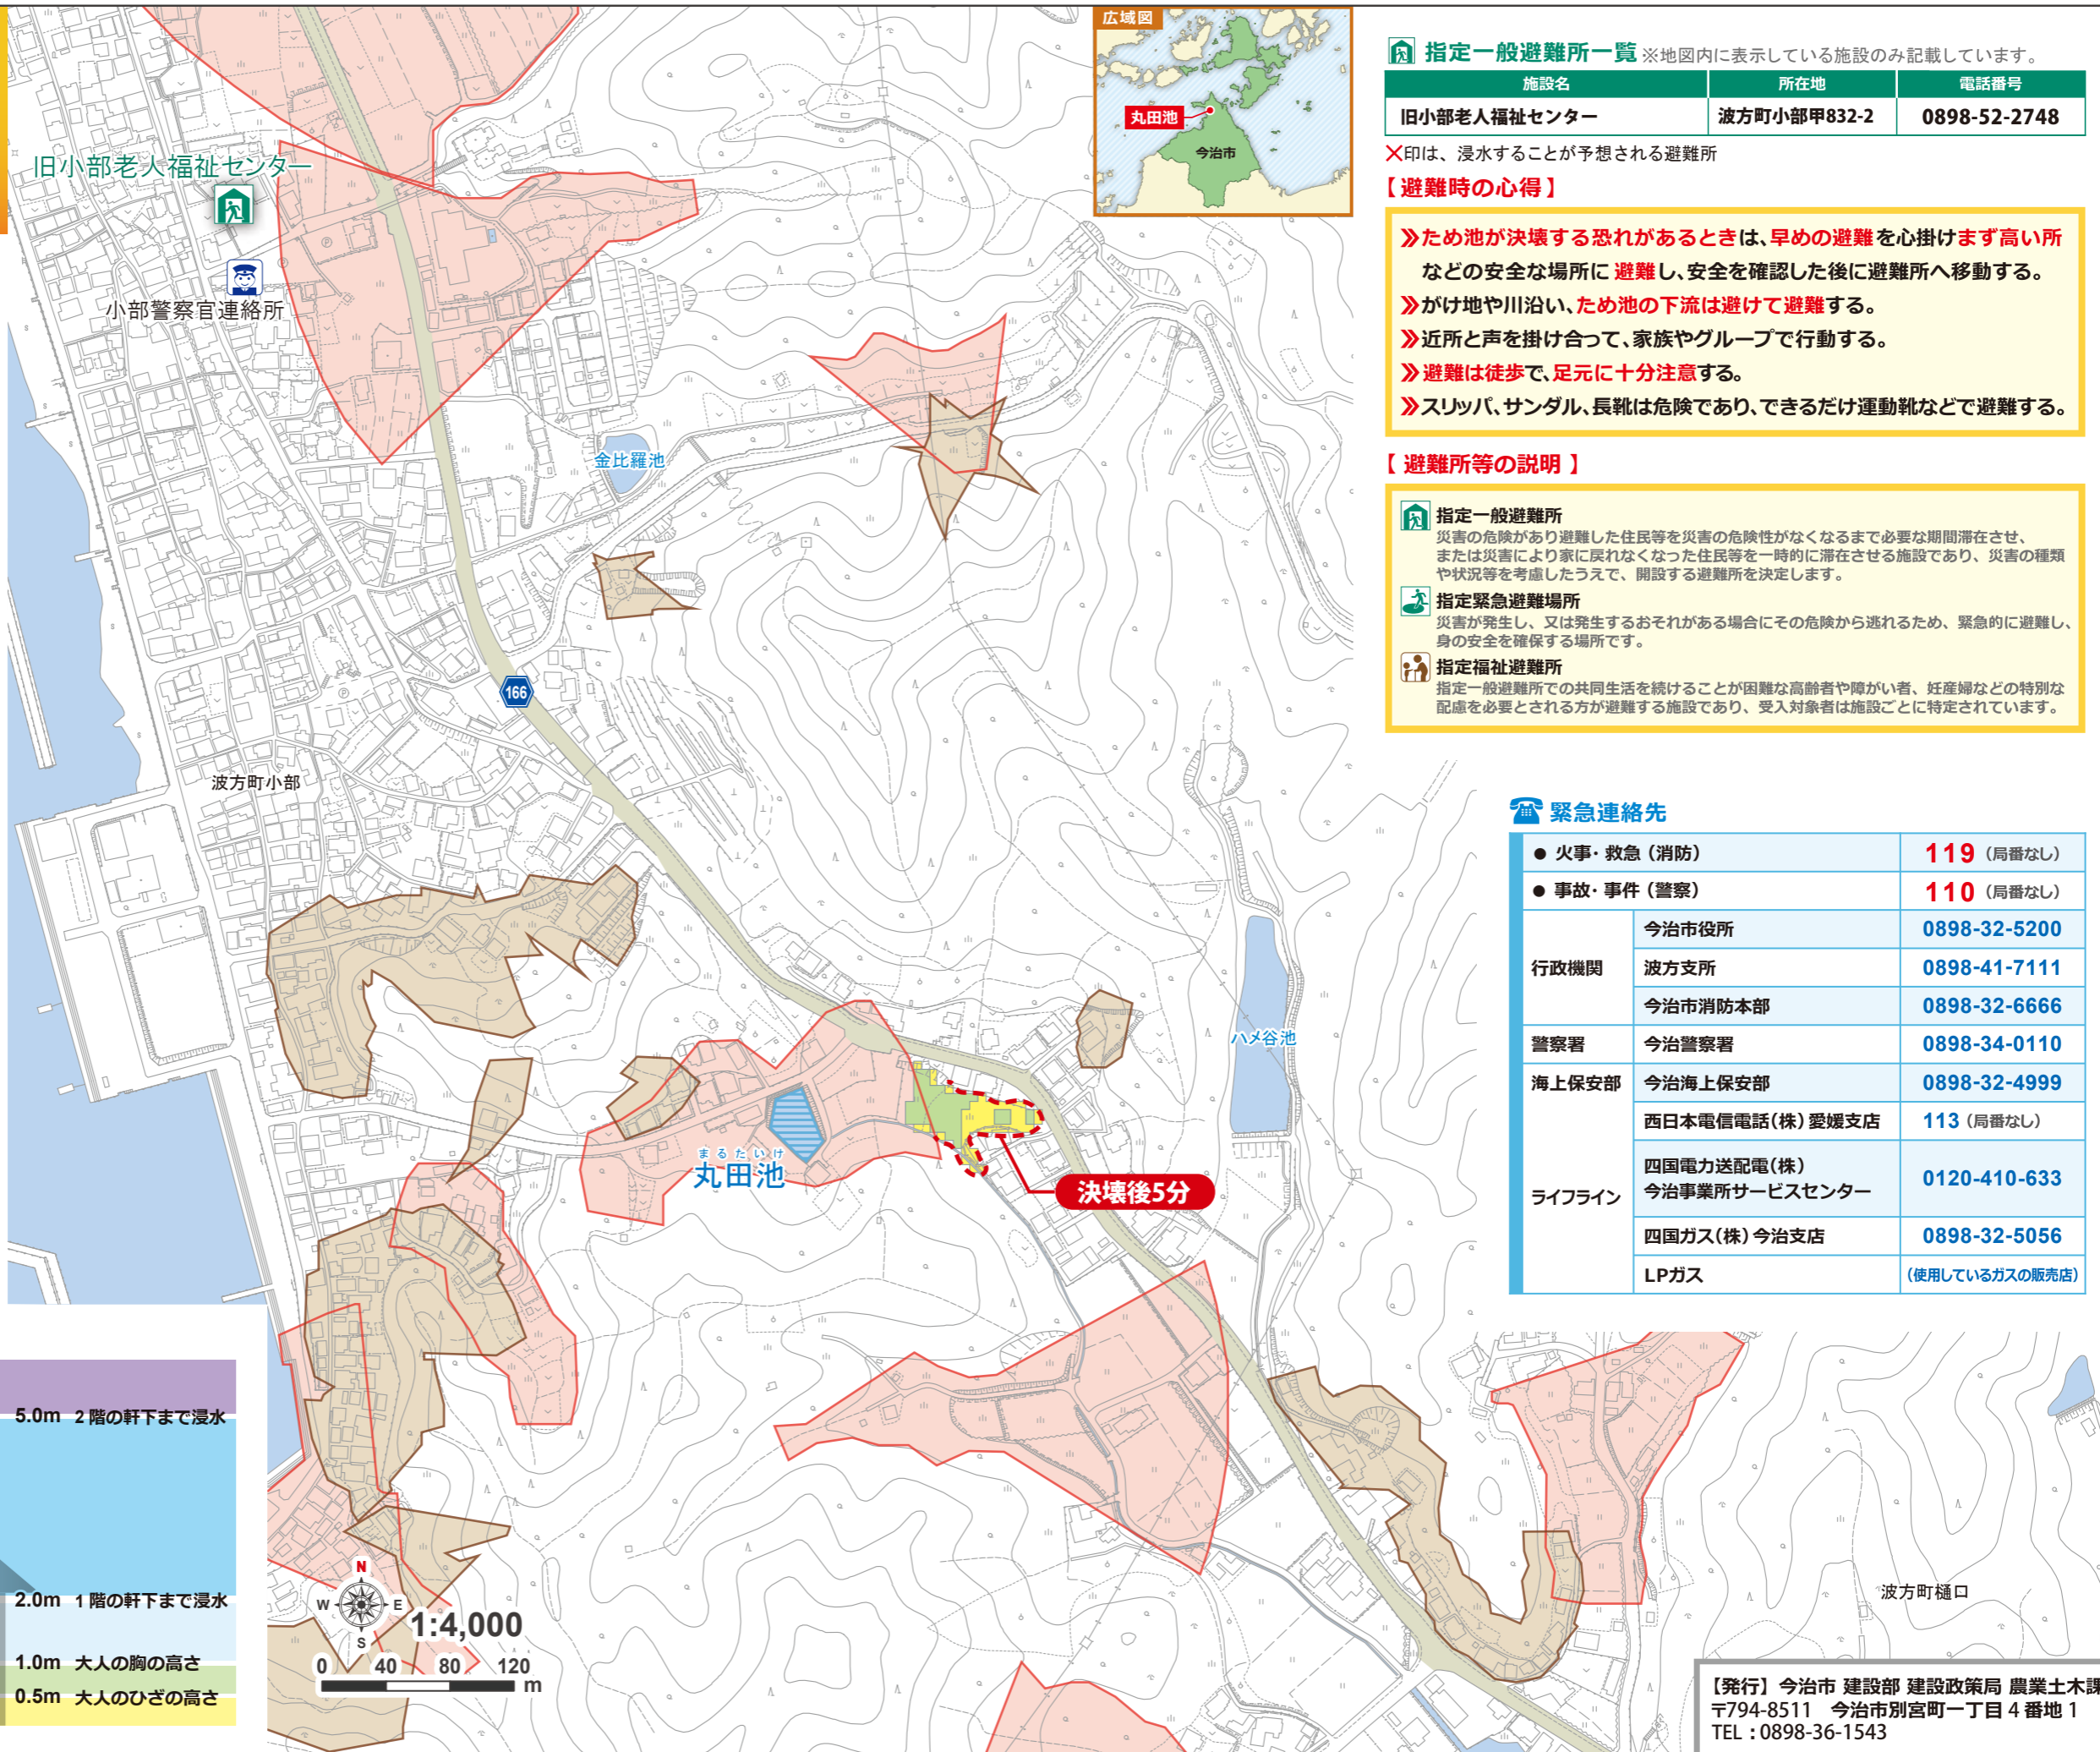 広域図
丸田池
今治市
指定一般避難所一覧 ※地図内に表示している施設のみ記載しています。
施設名 所在地 電話番号
旧小部老人福祉センター 波方町小部甲832-2 0898-52-2748
×印は、浸水することが予想される避難所
【避難時の心得】
≫ため池が決壊する恐れがあるときは、早めの避難を心掛けまず高い所
などの安全な場所に避難し、安全を確認した後に避難所へ移動する。
≫がけ地や川沿い、ため池の下流は避けて避難する。
≫近所と声を掛け合って、家族やグループで行動する。
≫避難は徒歩で、足元に十分注意する。
≫スリッパ、サンダル、長靴は危険であり、できるだけ運動靴などで避難する。
【避難所等の説明】
指定一般避難所
災害の危険があり避難した住民等を災害の危険性がなくなるまで必要な期間滞在させ、
または災害により家に戻れなくなった住民等を一時的に滞在させる施設であり、災害の種類
や状況等を考慮したうえで、開設する避難所を決定します。
指定緊急避難場所
災害が発生し、又は発生するおそれがある場合にその危険から逃れるため、緊急的に避難し、
身の安全を確保する場所です。
指定福祉避難所
指定一般避難所での共同生活を続けることが困難な高齢者や障がい者、妊産婦などの特別な
配慮を必要とされる方が避難する施設であり、受入対象者は施設ごとに特定されています。
緊急連絡先
● 火事・救急（消防） 119（局番なし）
● 事故・事件（警察） 110（局番なし）
行政機関 今治市役所 0898-32-5200
波方支所 0898-41-7111
今治市消防本部 0898-32-6666
警察署 今治警察署 0898-34-0110
海上保安部 今治海上保安部 0898-32-4999
ライフライン 西日本電信電話（株）愛媛支店 113（局番なし）
四国電力送配電（株）
今治事業所サービスセンター 0120-410-633
四国ガス（株）今治支店 0898-32-5056
LPガス （使用しているガスの販売店）
旧小部老人福祉センター
小部警察官連絡所
金比羅池
166
波方町小部
ハメ谷池
まるたいけ
丸田池
決壊後5分
波方町樋口
5.0m 2階の軒下まで浸水
2.0m 1階の軒下まで浸水
1.0m 大人の胸の高さ
0.5m 大人のひざの高さ
N
W E
S
1:4,000
0 40 80 120
m
【発行】今治市 建設部 建設政策局 農業土木課
〒794-8511 今治市別宮町一丁目4番地1
TEL：0898-36-1543